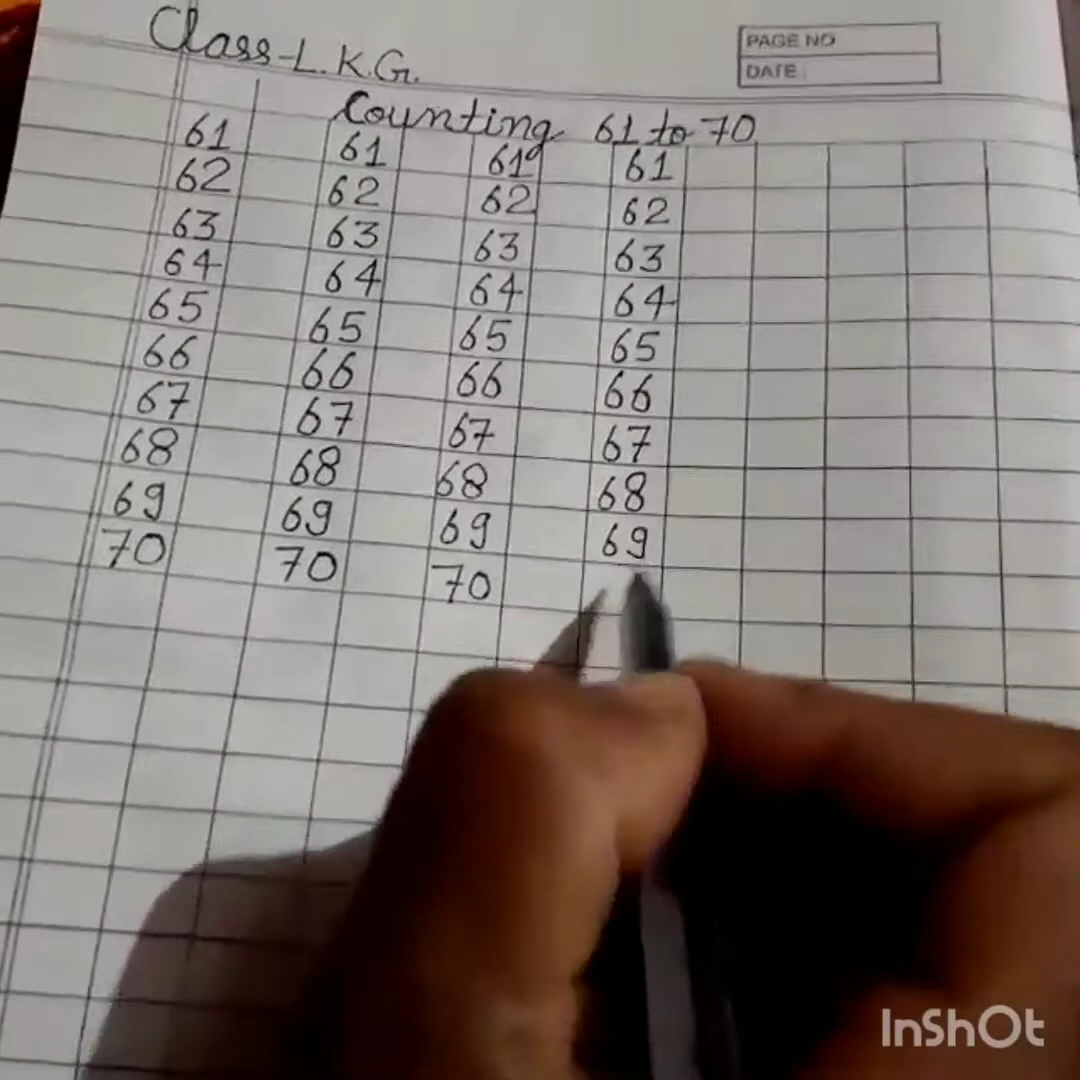 Class-L.K.G.
PAGE NO
DATE:
Counting 61 to 70
61 61 61 61
62 62 62 62
63 63 63 63
64 64 64 64
65 65 65 65
66 66 66 66
67 67 67 67
68 68 68 68
69 69 69 69
70 70 70
InShOt